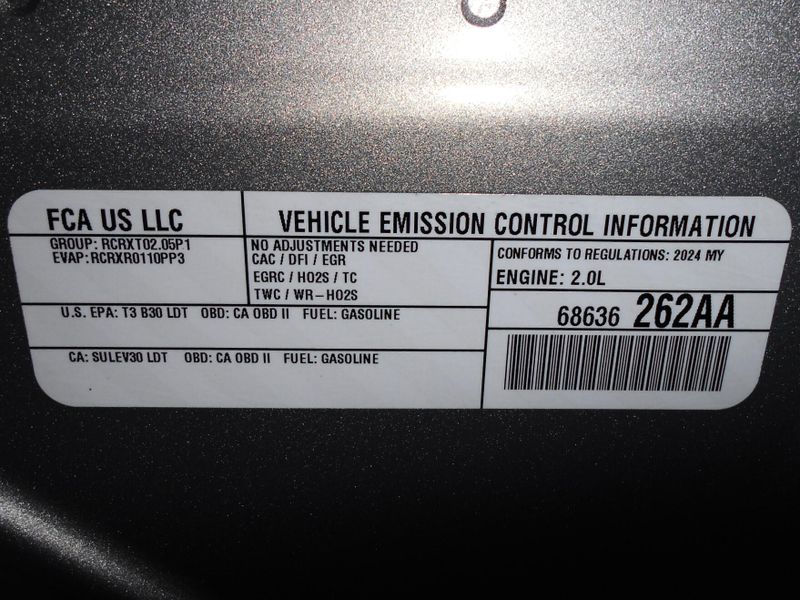 FCA US LLC
VEHICLE EMISSION CONTROL INFORMATION
GROUP: RCRXT02.05P1
EVAP: RCRXR0110PP3
NO ADJUSTMENTS NEEDED
CAC / DFI / EGR
EGRC / HO2S / TC
TWC / WR-HO2S
CONFORMS TO REGULATIONS: 2024 MY
ENGINE: 2.0L
U.S. EPA: T3 B30 LDT OBD: CA OBD II FUEL: GASOLINE
68636 262AA
CA: SULEV30 LDT OBD: CA OBD II FUEL: GASOLINE